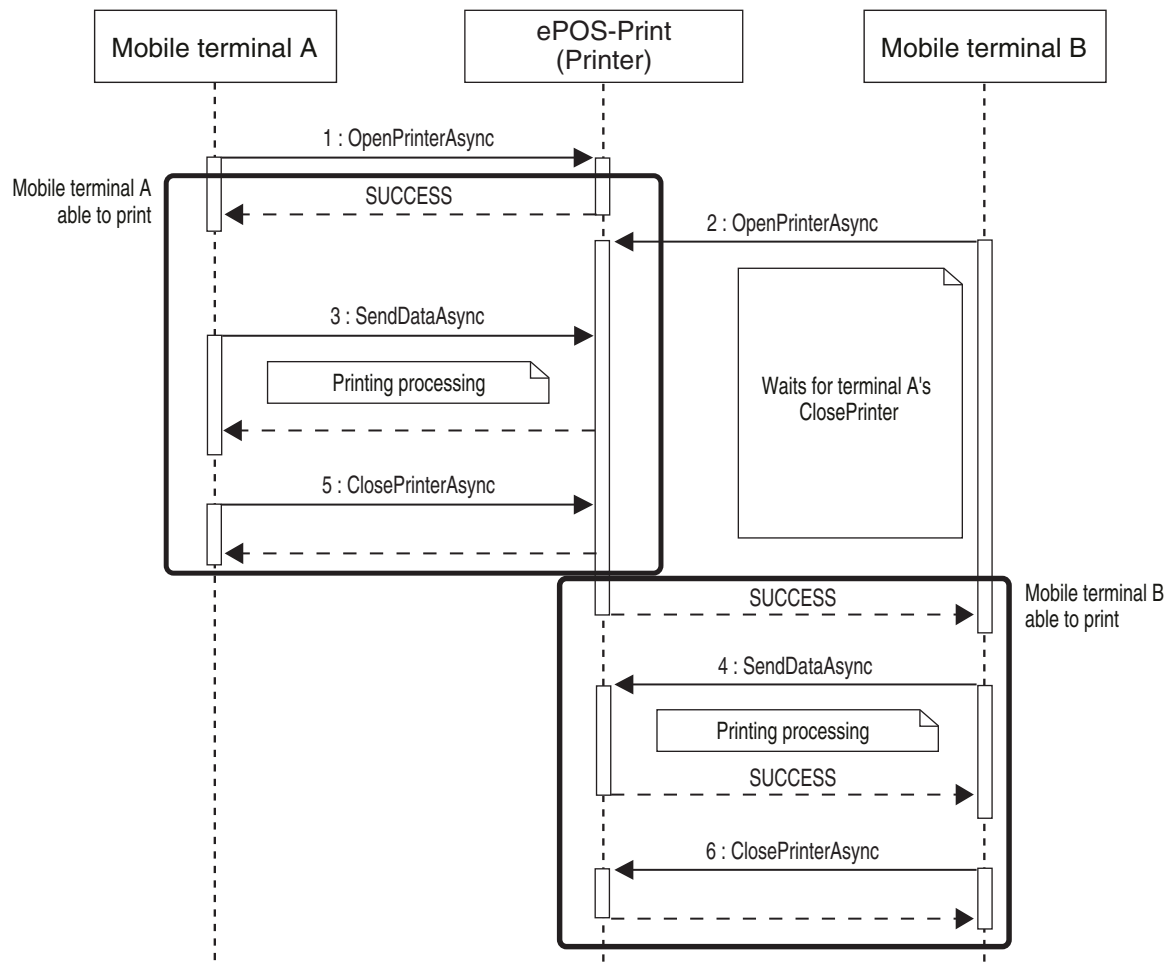 Mobile terminal A
ePOS-Print
(Printer)
Mobile terminal B
1 : OpenPrinterAsync
Mobile terminal A
able to print
SUCCESS
2 : OpenPrinterAsync
3 : SendDataAsync
Printing processing
Waits for terminal A's
ClosePrinter
5 : ClosePrinterAsync
SUCCESS
Mobile terminal B
able to print
4 : SendDataAsync
Printing processing
SUCCESS
6 : ClosePrinterAsync